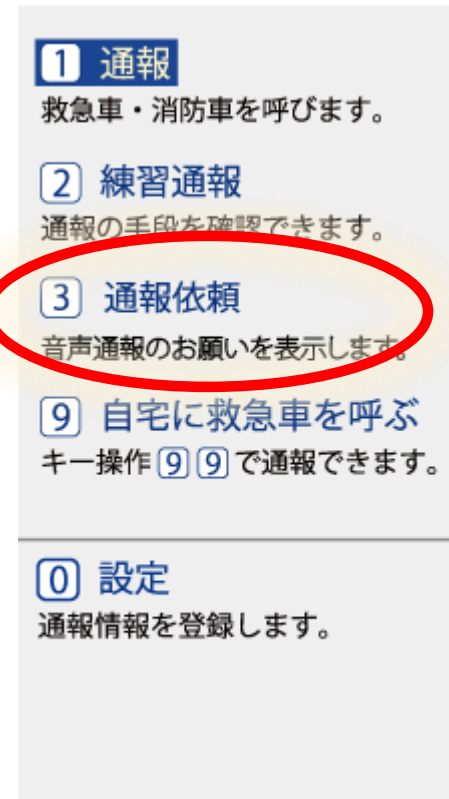 1 通報
救急車・消防車を呼びます。
2 練習通報
通報の手段を確認できます。
3 通報依頼
音声通報のお願いを表示します。
9 自宅に救急車を呼ぶ
キー操作99で通報できます。
0 設定
通報情報を登録します。